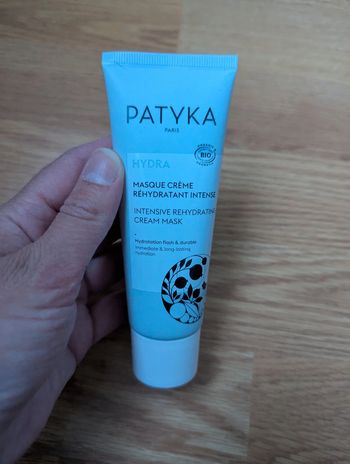 PATYKA
PARIS
BIO
HYDRA
MASQUE CRÈME
RÉHYDRATANT INTENSE
INTENSIVE REHYDRATING
CREAM MASK
Hydratation flash & durable
Immediate & long-lasting
hydration